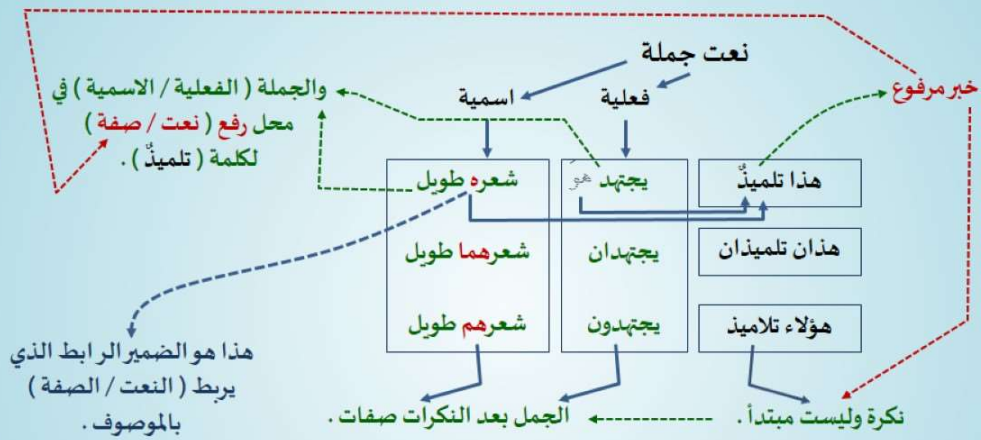 نعت جملة
فعلية
اسمية
خبر مرفوع
والجملة ( الفعلية / الاسمية ) في
محل رفع ( نعت / صفة )
لكلمة ( تلميذٌ ) .
هذا تلميذٌ
يجتهد هوَ
شعره طويل
هذان تلميذان
يجتهدان
شعرهما طويل
هؤلاء تلاميذ
يجتهدون
شعرهم طويل
هذا هو الضمير الرابط الذي
يربط ( النعت / الصفة )
بالموصوف .
نكرة وليست مبتدأ .
الجمل بعد النكرات صفات .